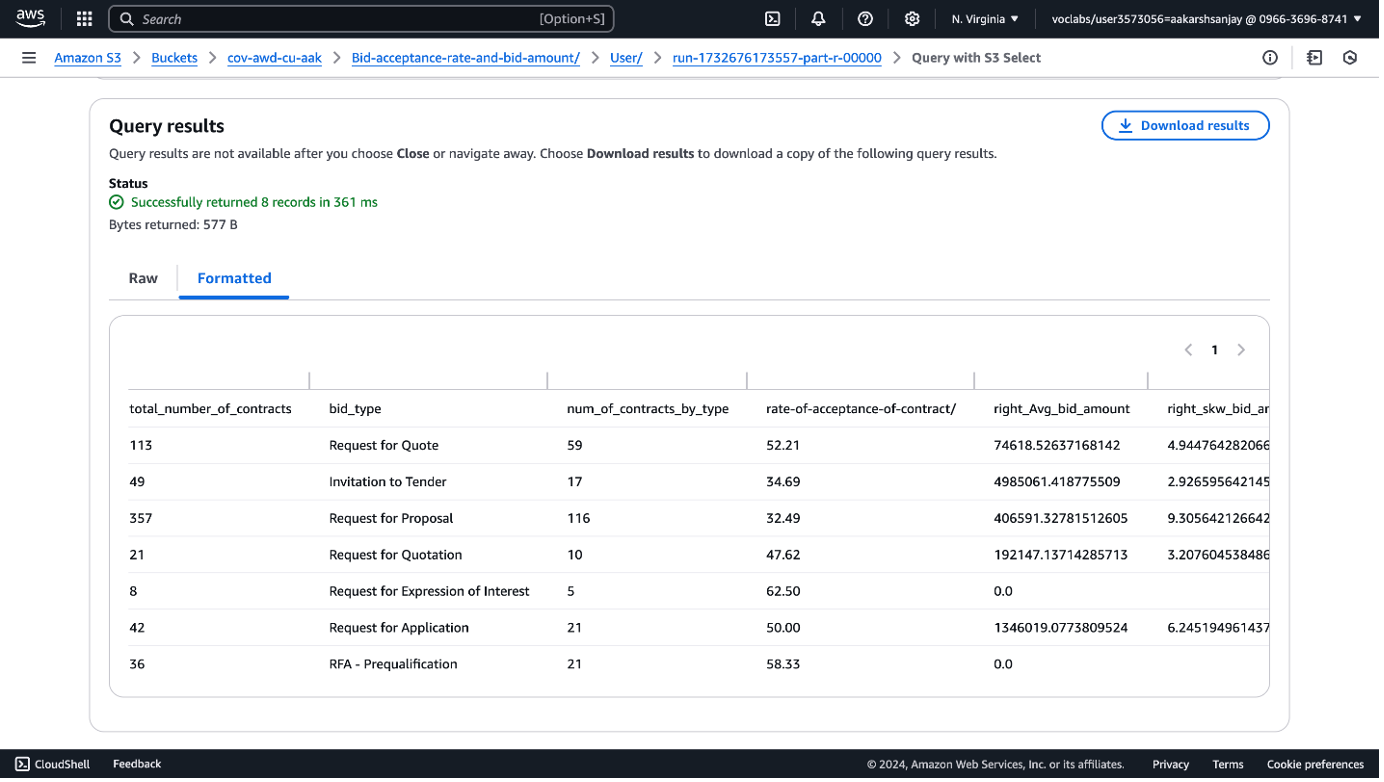 aws Search [Option+S] N. Virginia ▼ voclabs/user3573056=aakarshsanjay @ 0966-3696-8741 ▼
Amazon S3 > Buckets > cov-awd-cu-aak > Bid-acceptance-rate-and-bid-amount/ > User/ > run-1732676173557-part-r-00000 > Query with S3 Select
Query results
Download results
Query results are not available after you choose Close or navigate away. Choose Download results to download a copy of the following query results.
Status
Successfully returned 8 records in 361 ms
Bytes returned: 577 B
Raw Formatted
< 1 >
total_number_of_contracts bid_type num_of_contracts_by_type rate-of-acceptance-of-contract/ right_Avg_bid_amount right_skw_bid_ar
113 Request for Quote 59 52.21 74618.52637168142 4.944764282066
49 Invitation to Tender 17 34.69 4985061.418775509 2.926595642145
357 Request for Proposal 116 32.49 406591.32781512605 9.305642126642
21 Request for Quotation 10 47.62 192147.13714285713 3.207604538486
8 Request for Expression of Interest 5 62.50 0.0
42 Request for Application 21 50.00 1346019.0773809524 6.245194961437
36 RFA - Prequalification 21 58.33 0.0
CloudShell Feedback © 2024, Amazon Web Services, Inc. or its affiliates. Privacy Terms Cookie preferences